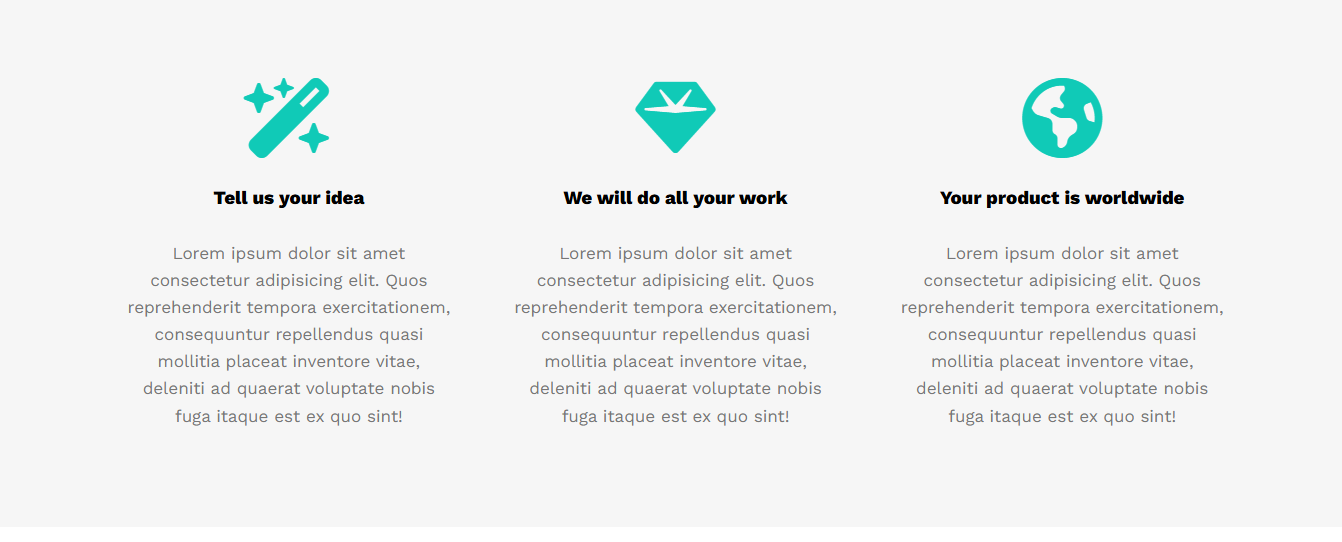 Tell us your idea
Lorem ipsum dolor sit amet
consectetur adipisicing elit. Quos
reprehenderit tempora exercitationem,
consequuntur repellendus quasi
mollitia placeat inventore vitae,
deleniti ad quaerat voluptate nobis
fuga itaque est ex quo sint!
We will do all your work
Lorem ipsum dolor sit amet
consectetur adipisicing elit. Quos
reprehenderit tempora exercitationem,
consequuntur repellendus quasi
mollitia placeat inventore vitae,
deleniti ad quaerat voluptate nobis
fuga itaque est ex quo sint!
Your product is worldwide
Lorem ipsum dolor sit amet
consectetur adipisicing elit. Quos
reprehenderit tempora exercitationem,
consequuntur repellendus quasi
mollitia placeat inventore vitae,
deleniti ad quaerat voluptate nobis
fuga itaque est ex quo sint!